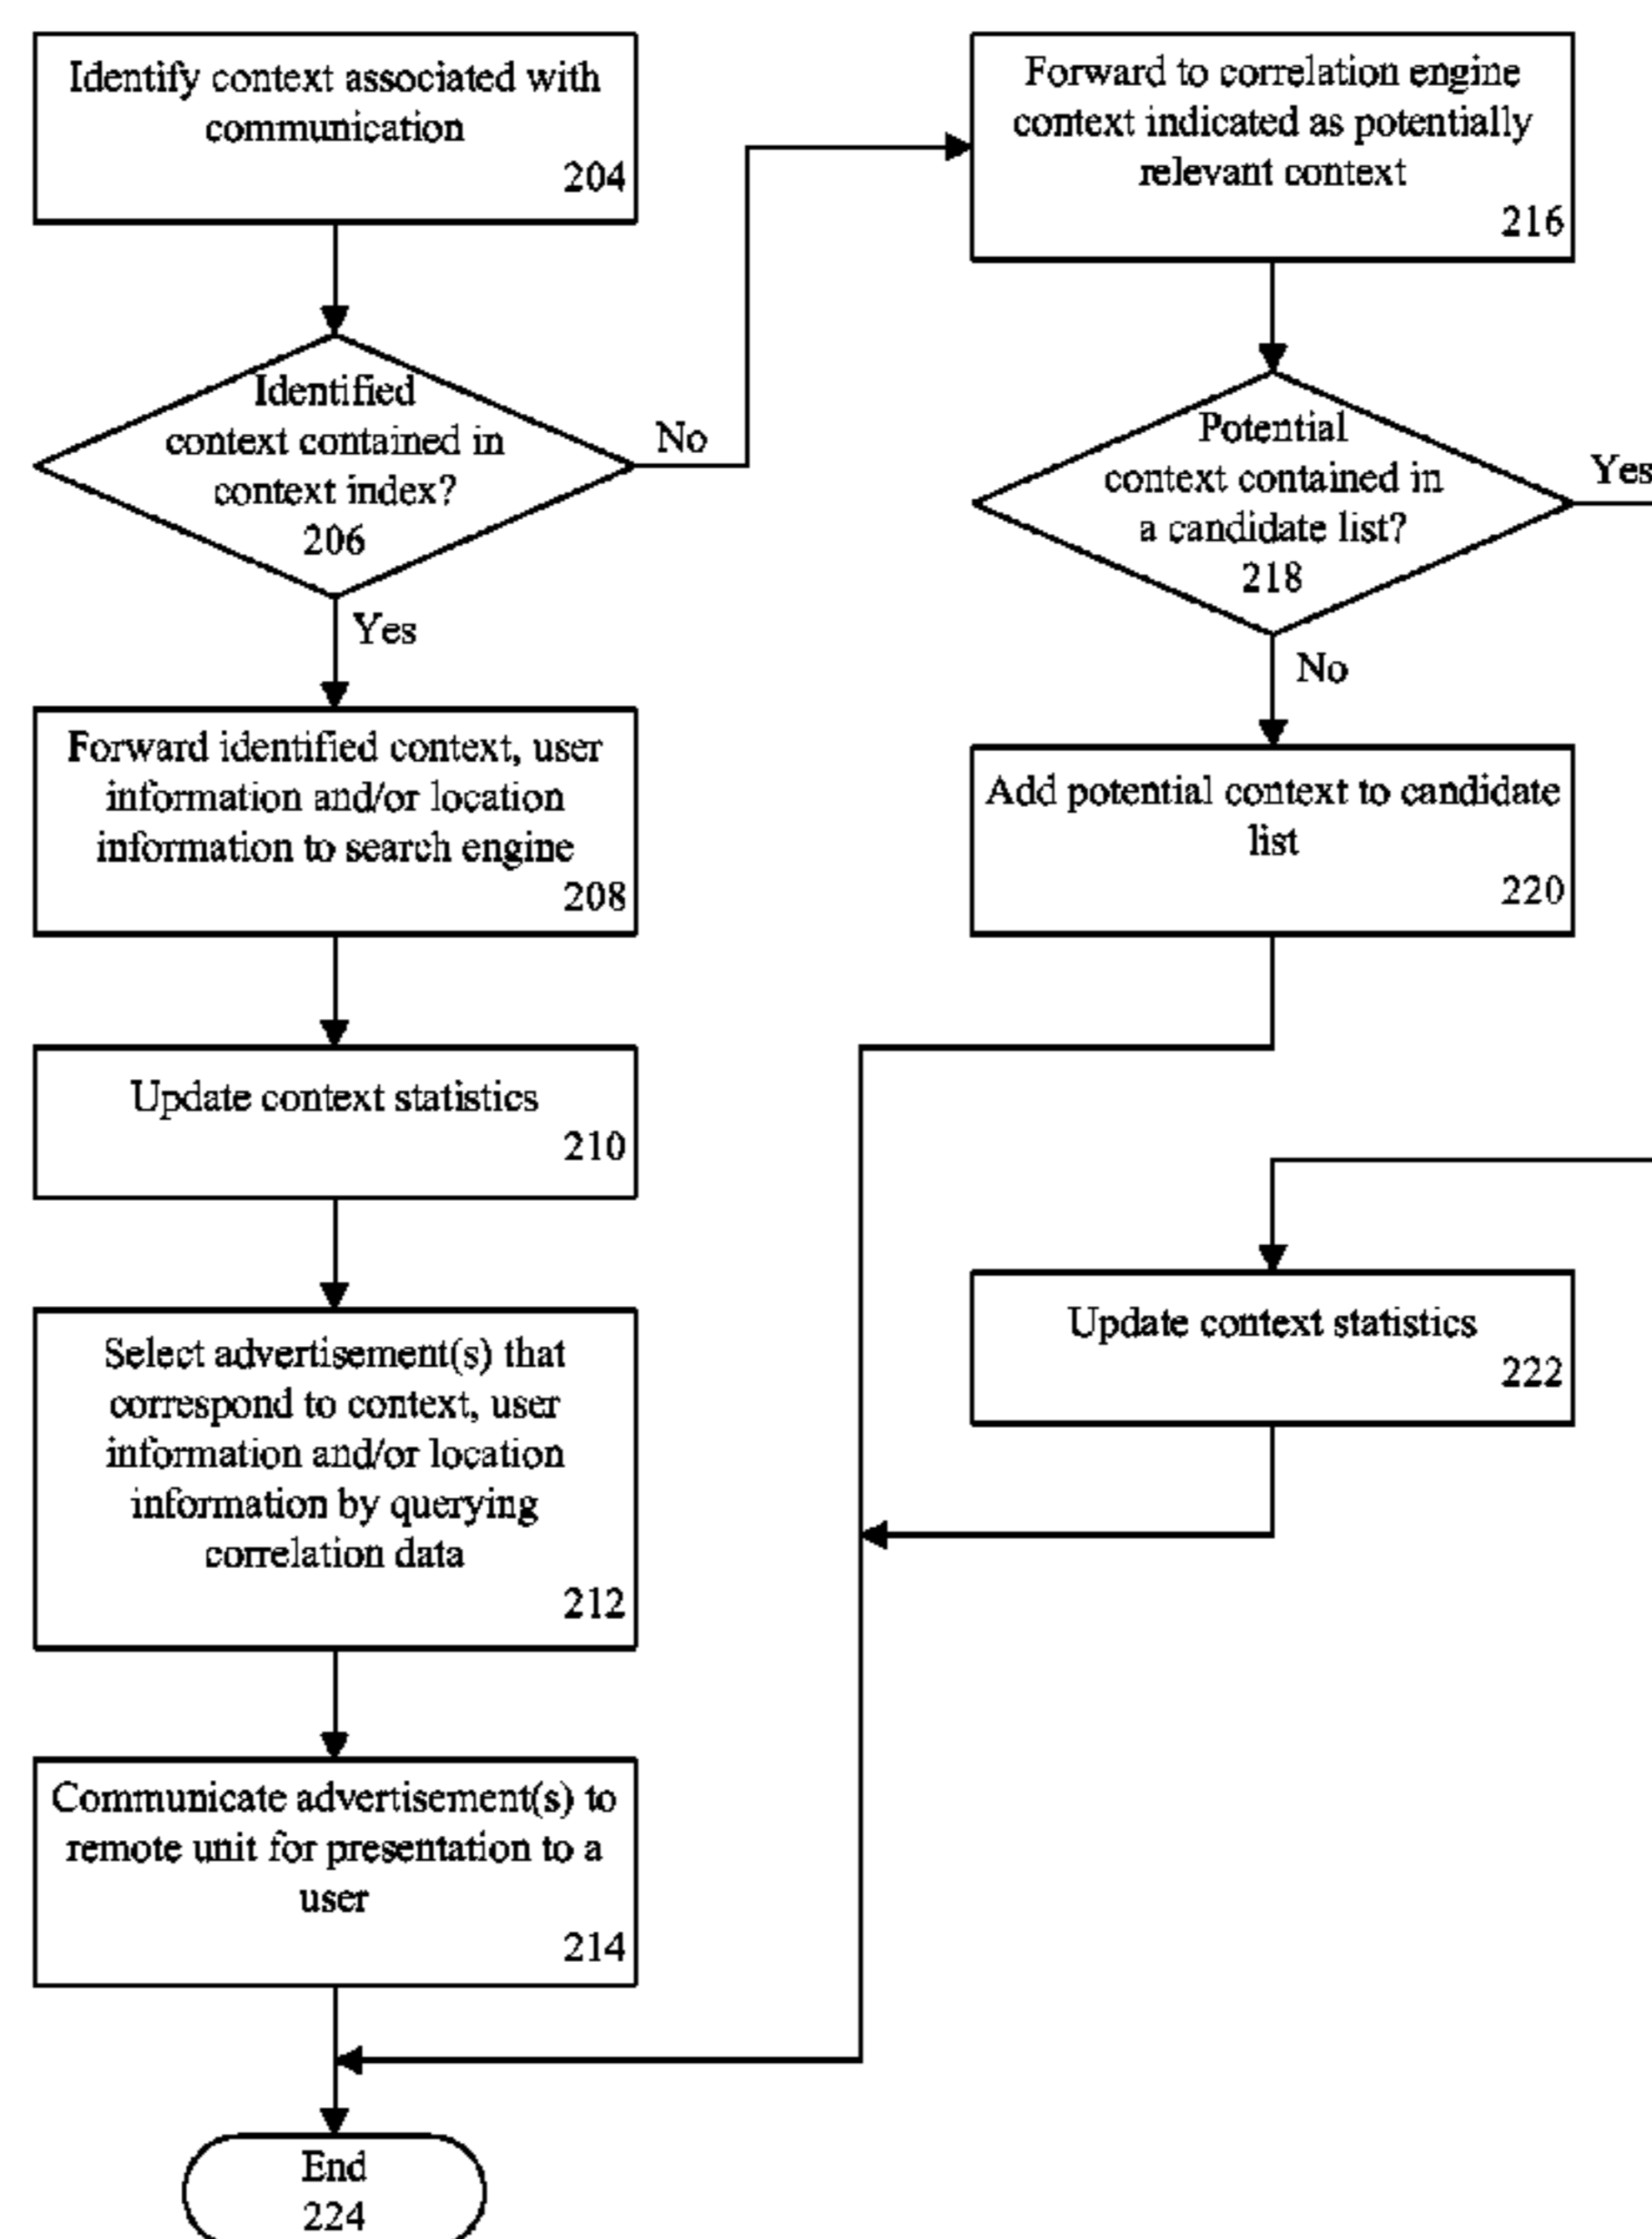 Identify context associated with
communication
204
Identified
context contained in
context index?
206
No
Yes
Forward identified context, user
information and/or location
information to search engine
208
Update context statistics
210
Select advertisement(s) that
correspond to context, user
information and/or location
information by querying
correlation data
212
Communicate advertisement(s) to
remote unit for presentation to a
user
214
End
224
Forward to correlation engine
context indicated as potentially
relevant context
216
Potential
context contained in
a candidate list?
218
Yes
No
Add potential context to candidate
list
220
Update context statistics
222